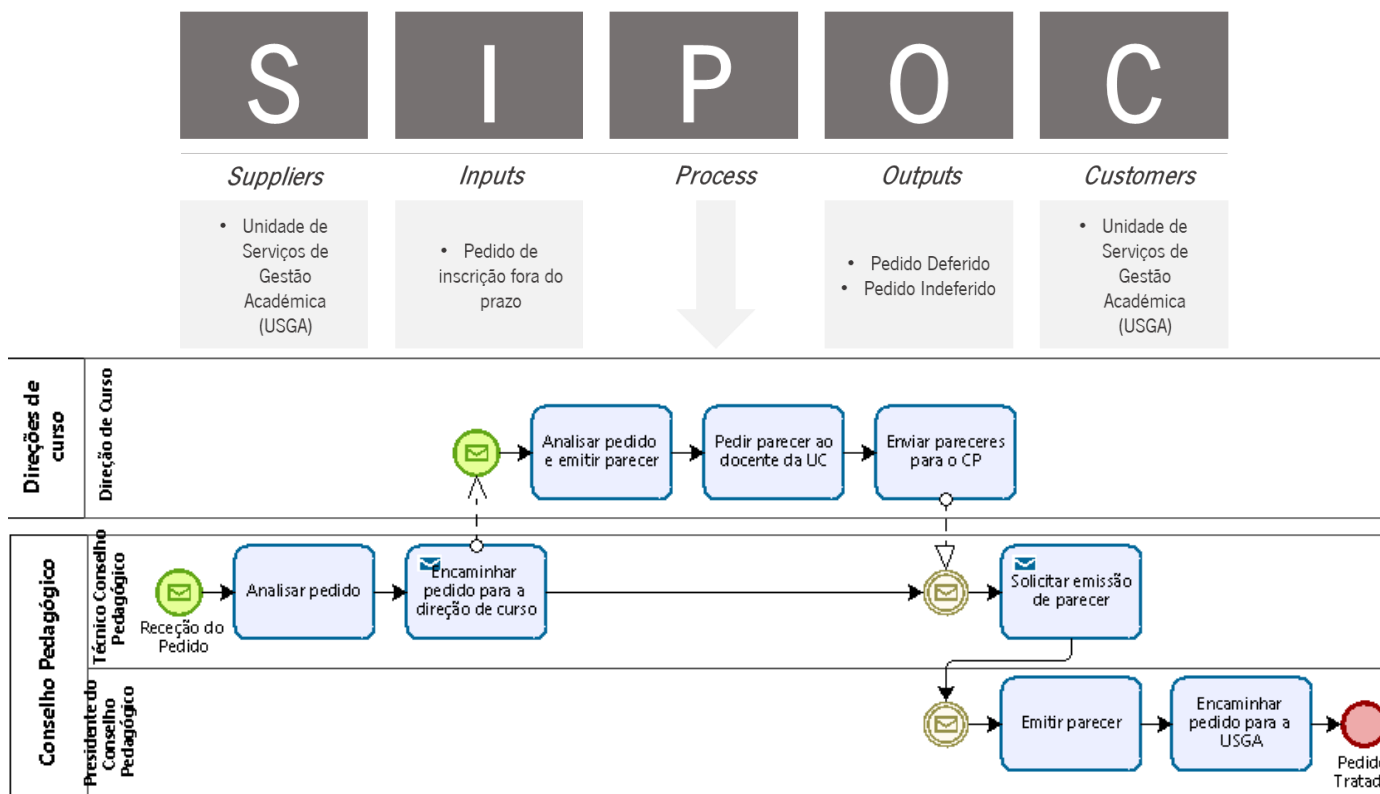 S
I
P
O
C
Suppliers
Inputs
Process
Outputs
Customers
• Unidade de
Serviços de
Gestão
Académica
(USGA)
• Pedido de
inscrição fora do
prazo
• Pedido Deferido
• Pedido Indeferido
• Unidade de
Serviços de
Gestão
Académica
(USGA)
Direções de
curso
Direção de Curso
Analisar pedido
e emitir parecer
Pedir parecer ao
docente da UC
Enviar pareceres
para o CP
Conselho Pedagógico
Técnico Conselho
Pedagógico
Receção do
Pedido
Analisar pedido
Encaminhar
pedido para a
direção de curso
Solicitar emissão
de parecer
Presidente do
Conselho
Pedagógico
Emitir parecer
Encaminhar
pedido para a
USGA
Pedid
Tratad